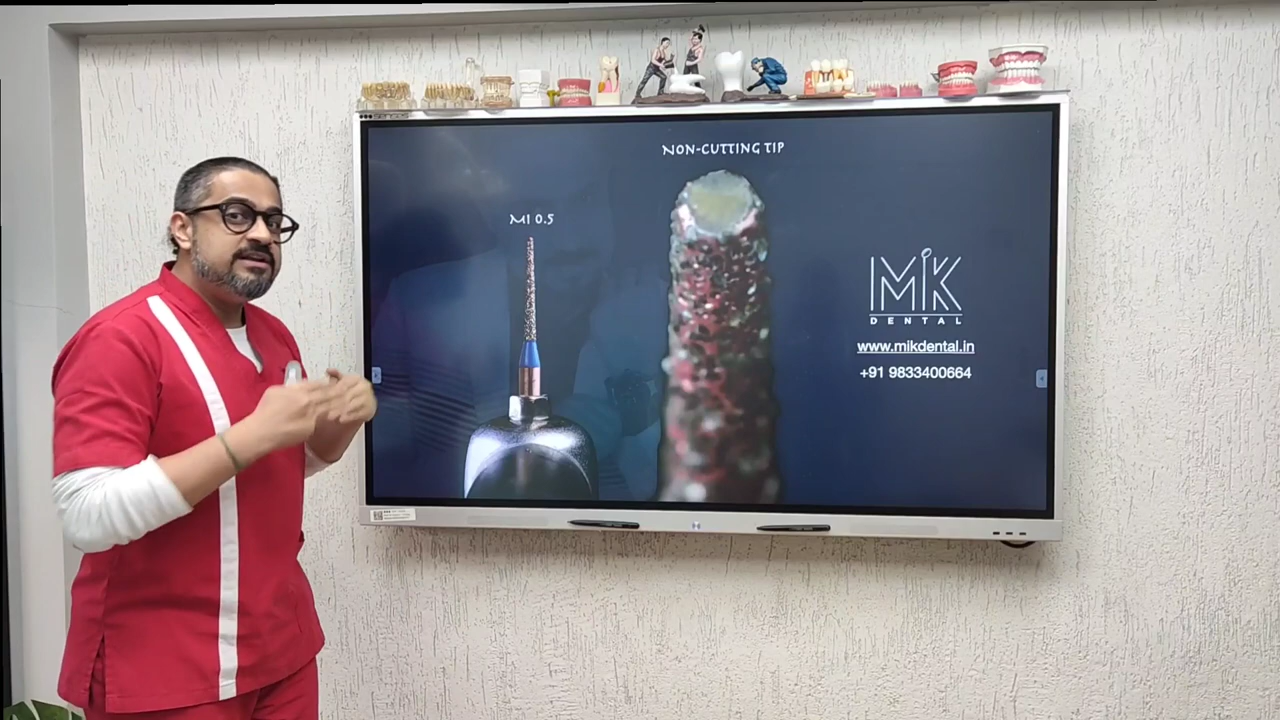 NON-CUTTING TIP
MI 0.5
MK
DENTAL
www.mikdental.in
+91 9833400664